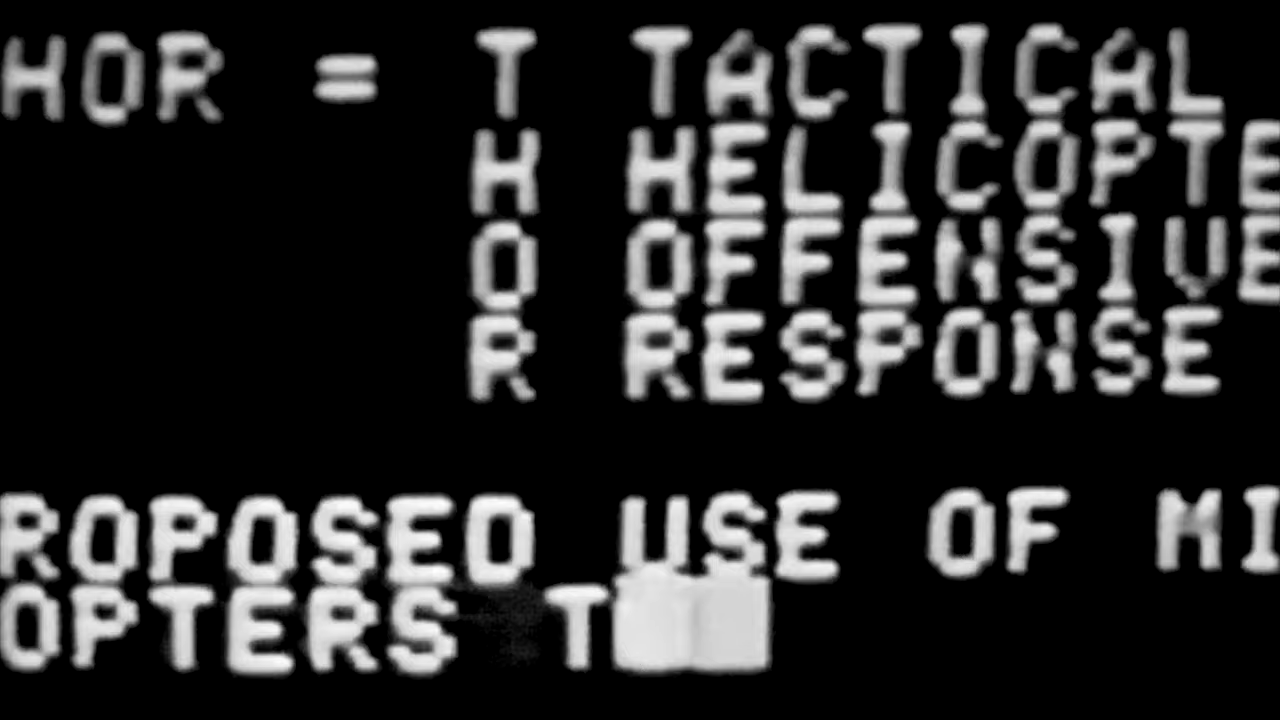 HOR = T TACTICAL
H HELICOPTE
O OFFENSIVE
R RESPONSE
ROPOSED USE OF MI
OPTERS T